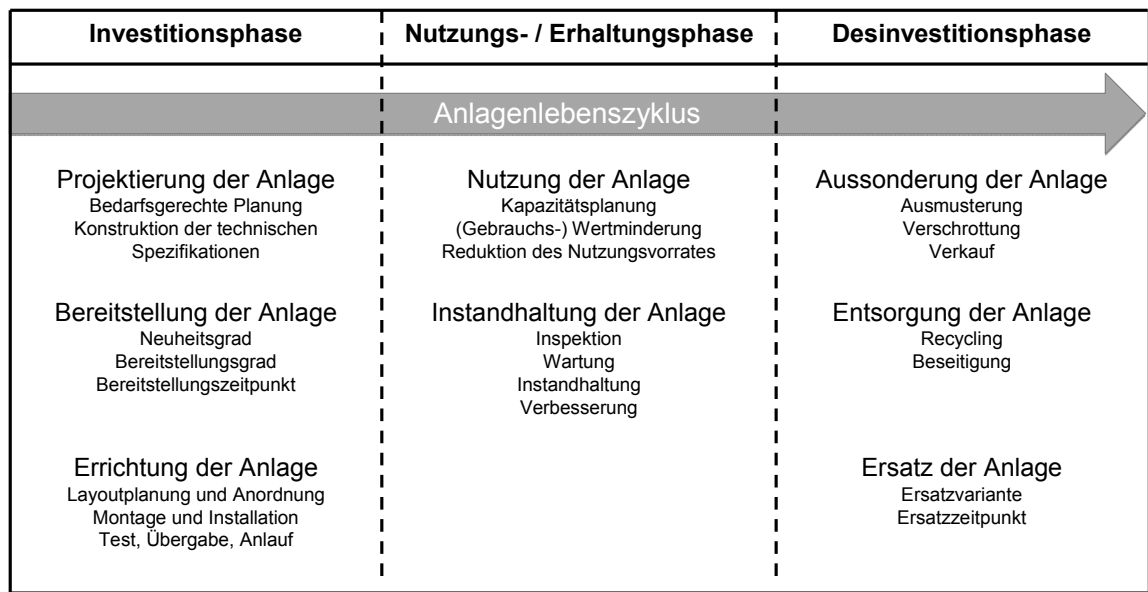 Investitionsphase
Nutzungs- / Erhaltungsphase
Desinvestitionsphase
Anlagenlebenszyklus
Projektierung der Anlage
Bedarfsgerechte Planung
Konstruktion der technischen
Spezifikationen
Bereitstellung der Anlage
Neuheitsgrad
Bereitstellungsgrad
Bereitstellungszeitpunkt
Errichtung der Anlage
Layoutplanung und Anordnung
Montage und Installation
Test, Übergabe, Anlauf
Nutzung der Anlage
Kapazitätsplanung
(Gebrauchs-) Wertminderung
Reduktion des Nutzungsvorrates
Instandhaltung der Anlage
Inspektion
Wartung
Instandhaltung
Verbesserung
Aussonderung der Anlage
Ausmusterung
Verschrottung
Verkauf
Entsorgung der Anlage
Recycling
Beseitigung
Ersatz der Anlage
Ersatzvariante
Ersatzzeitpunkt